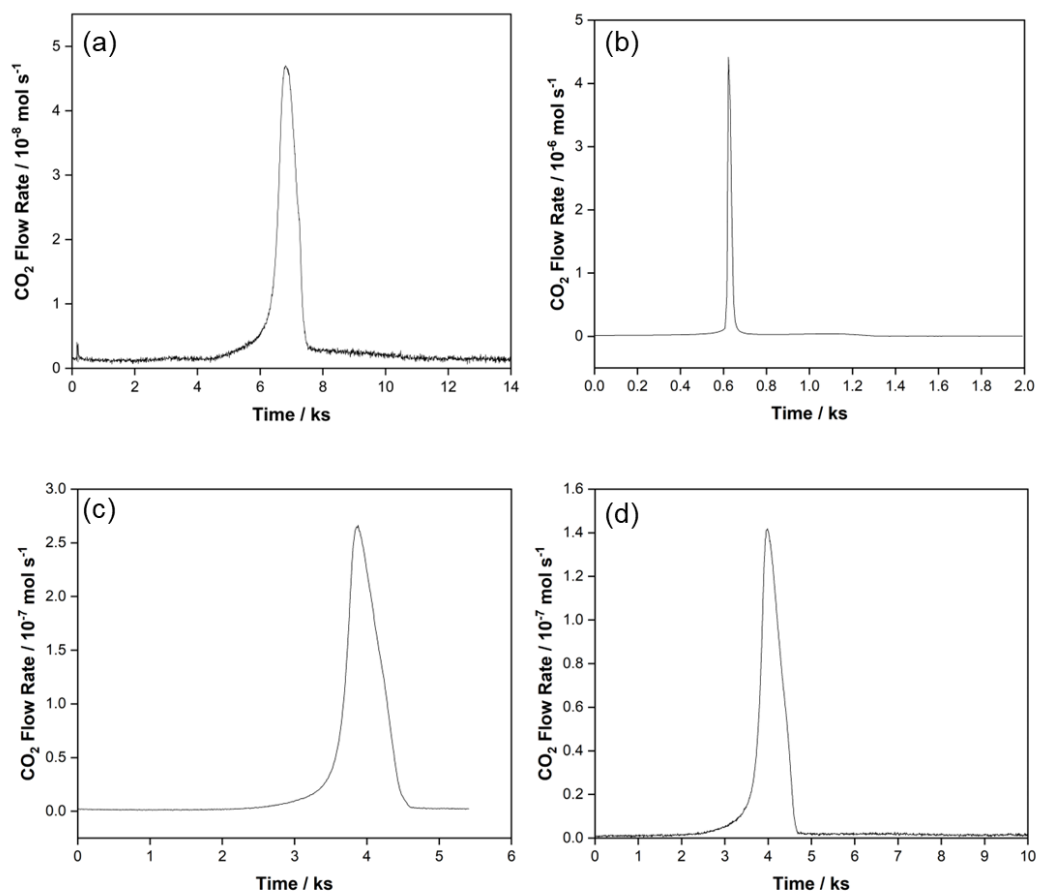 (a)
CO₂ Flow Rate / 10⁻⁸ mol s⁻¹
5
4
3
2
1
0
0 2 4 6 8 10 12 14
Time / ks
(b)
CO₂ Flow Rate / 10⁻⁶ mol s⁻¹
5
4
3
2
1
0
0.0 0.2 0.4 0.6 0.8 1.0 1.2 1.4 1.6 1.8 2.0
Time / ks
(c)
CO₂ Flow Rate / 10⁻⁷ mol s⁻¹
3.0
2.5
2.0
1.5
1.0
0.5
0.0
0 1 2 3 4 5 6
Time / ks
(d)
CO₂ Flow Rate / 10⁻⁷ mol s⁻¹
1.6
1.4
1.2
1.0
0.8
0.6
0.4
0.2
0.0
0 1 2 3 4 5 6 7 8 9 10
Time / ks